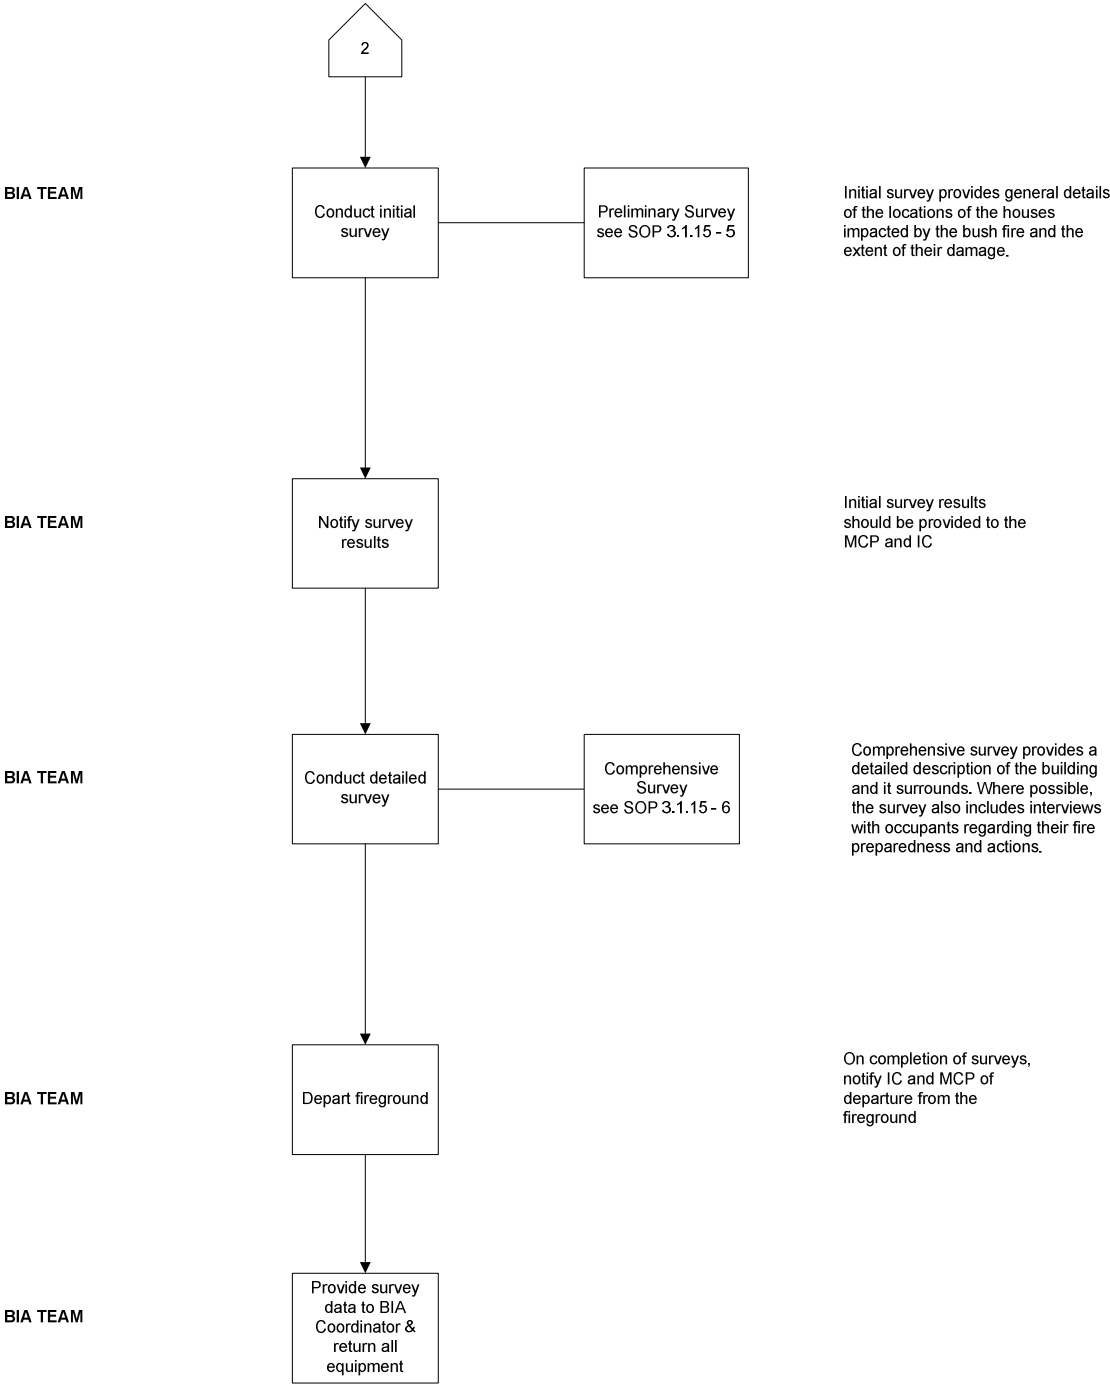 2
BIA TEAM
Conduct initial
survey
Preliminary Survey
see SOP 3.1.15 - 5
Initial survey provides general details
of the locations of the houses
impacted by the bush fire and the
extent of their damage.
BIA TEAM
Notify survey
results
Initial survey results
should be provided to the
MCP and IC
BIA TEAM
Conduct detailed
survey
Comprehensive
Survey
see SOP 3.1.15 - 6
Comprehensive survey provides a
detailed description of the building
and it surrounds. Where possible,
the survey also includes interviews
with occupants regarding their fire
preparedness and actions.
BIA TEAM
Depart fireground
On completion of surveys,
notify IC and MCP of
departure from the
fireground
BIA TEAM
Provide survey
data to BIA
Coordinator &
return all
equipment